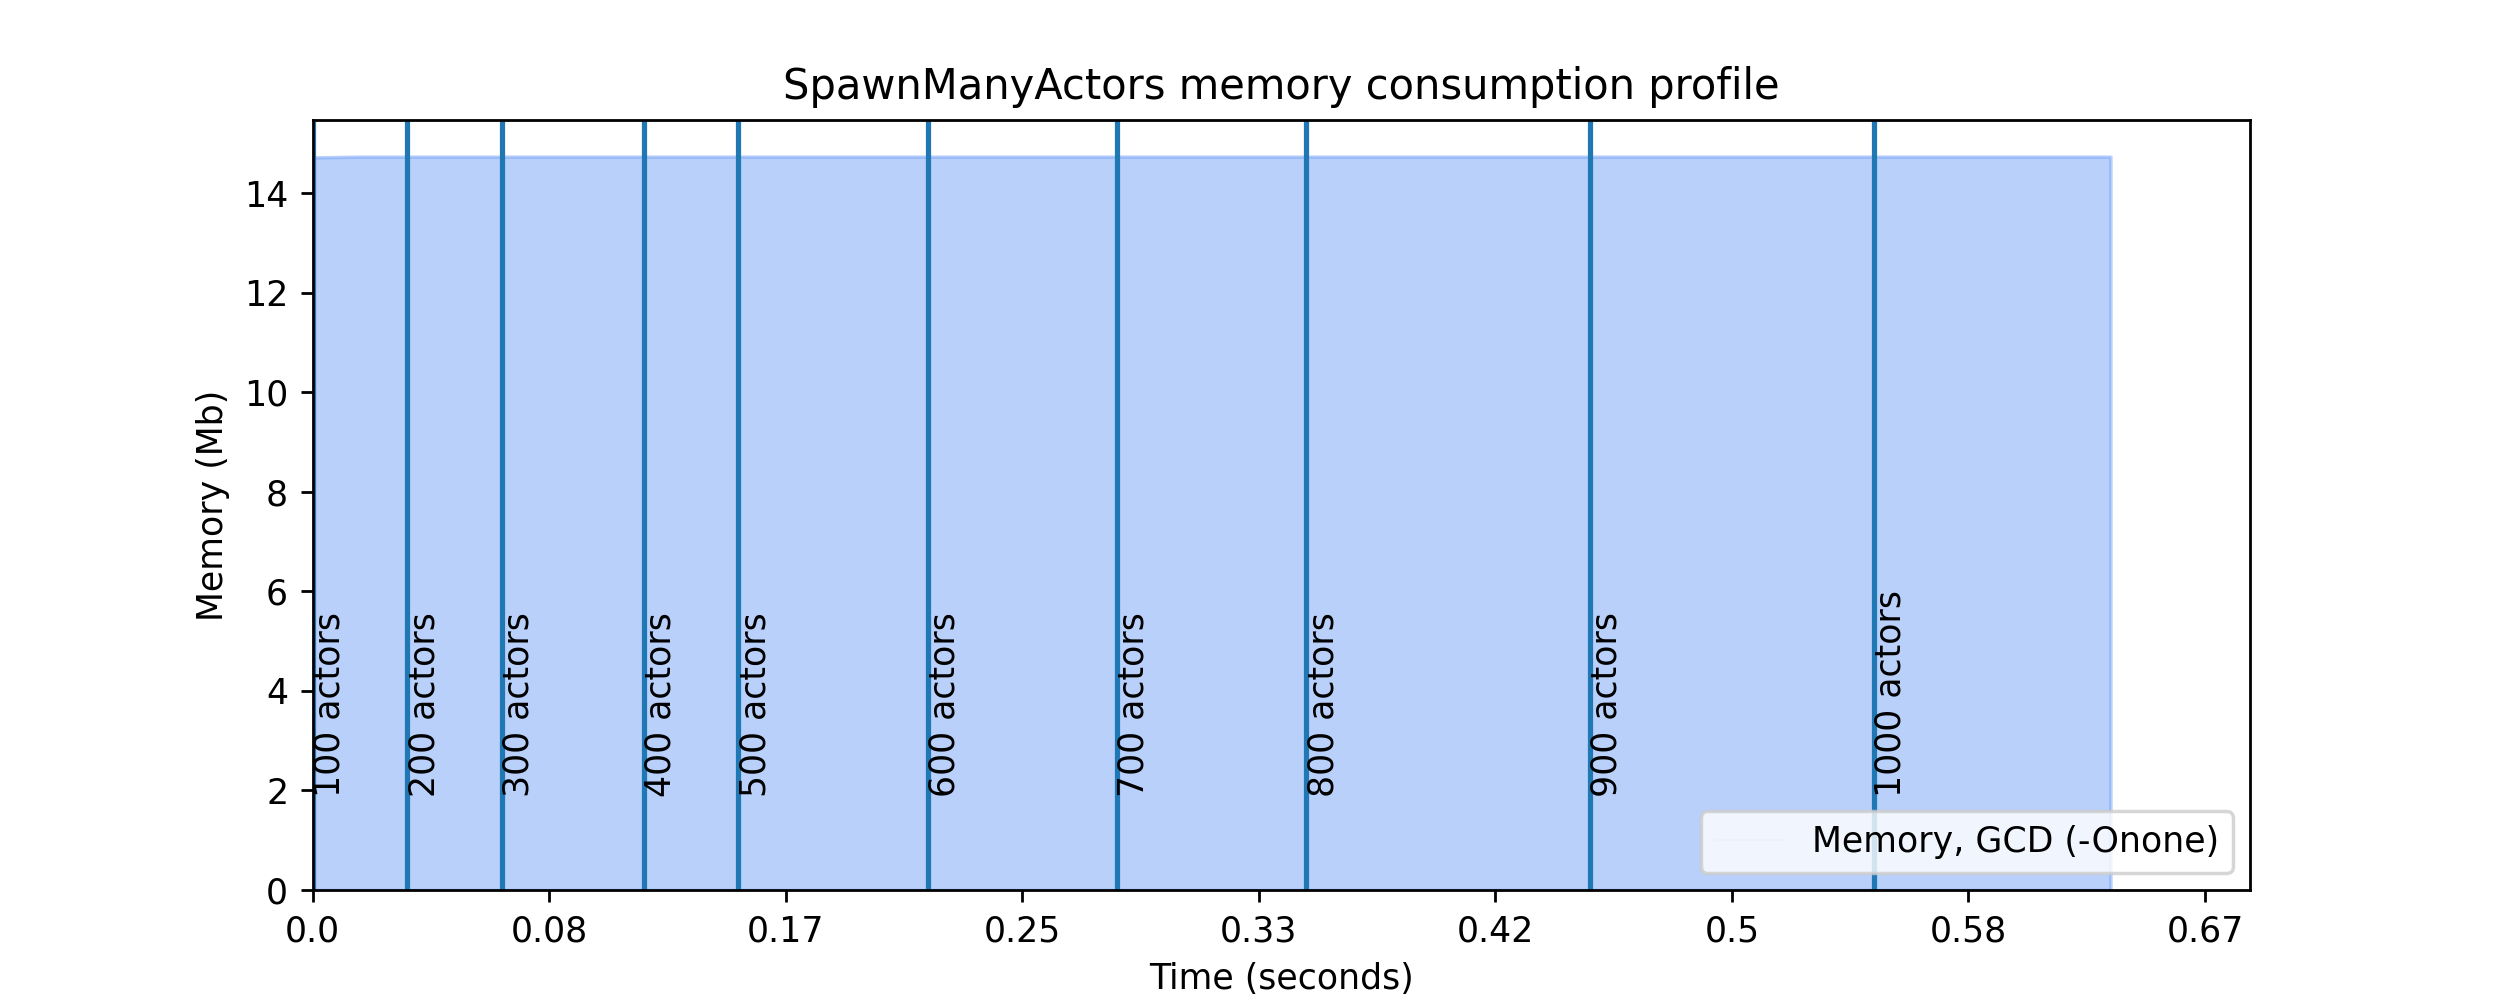 SpawnManyActors memory consumption profile
Memory (Mb)
14
12
10
8
6
4
2
0
100 actors
200 actors
300 actors
400 actors
500 actors
600 actors
700 actors
800 actors
900 actors
1000 actors
Memory, GCD (-Onone)
0.0 0.08 0.17 0.25 0.33 0.42 0.5 0.58 0.67
Time (seconds)